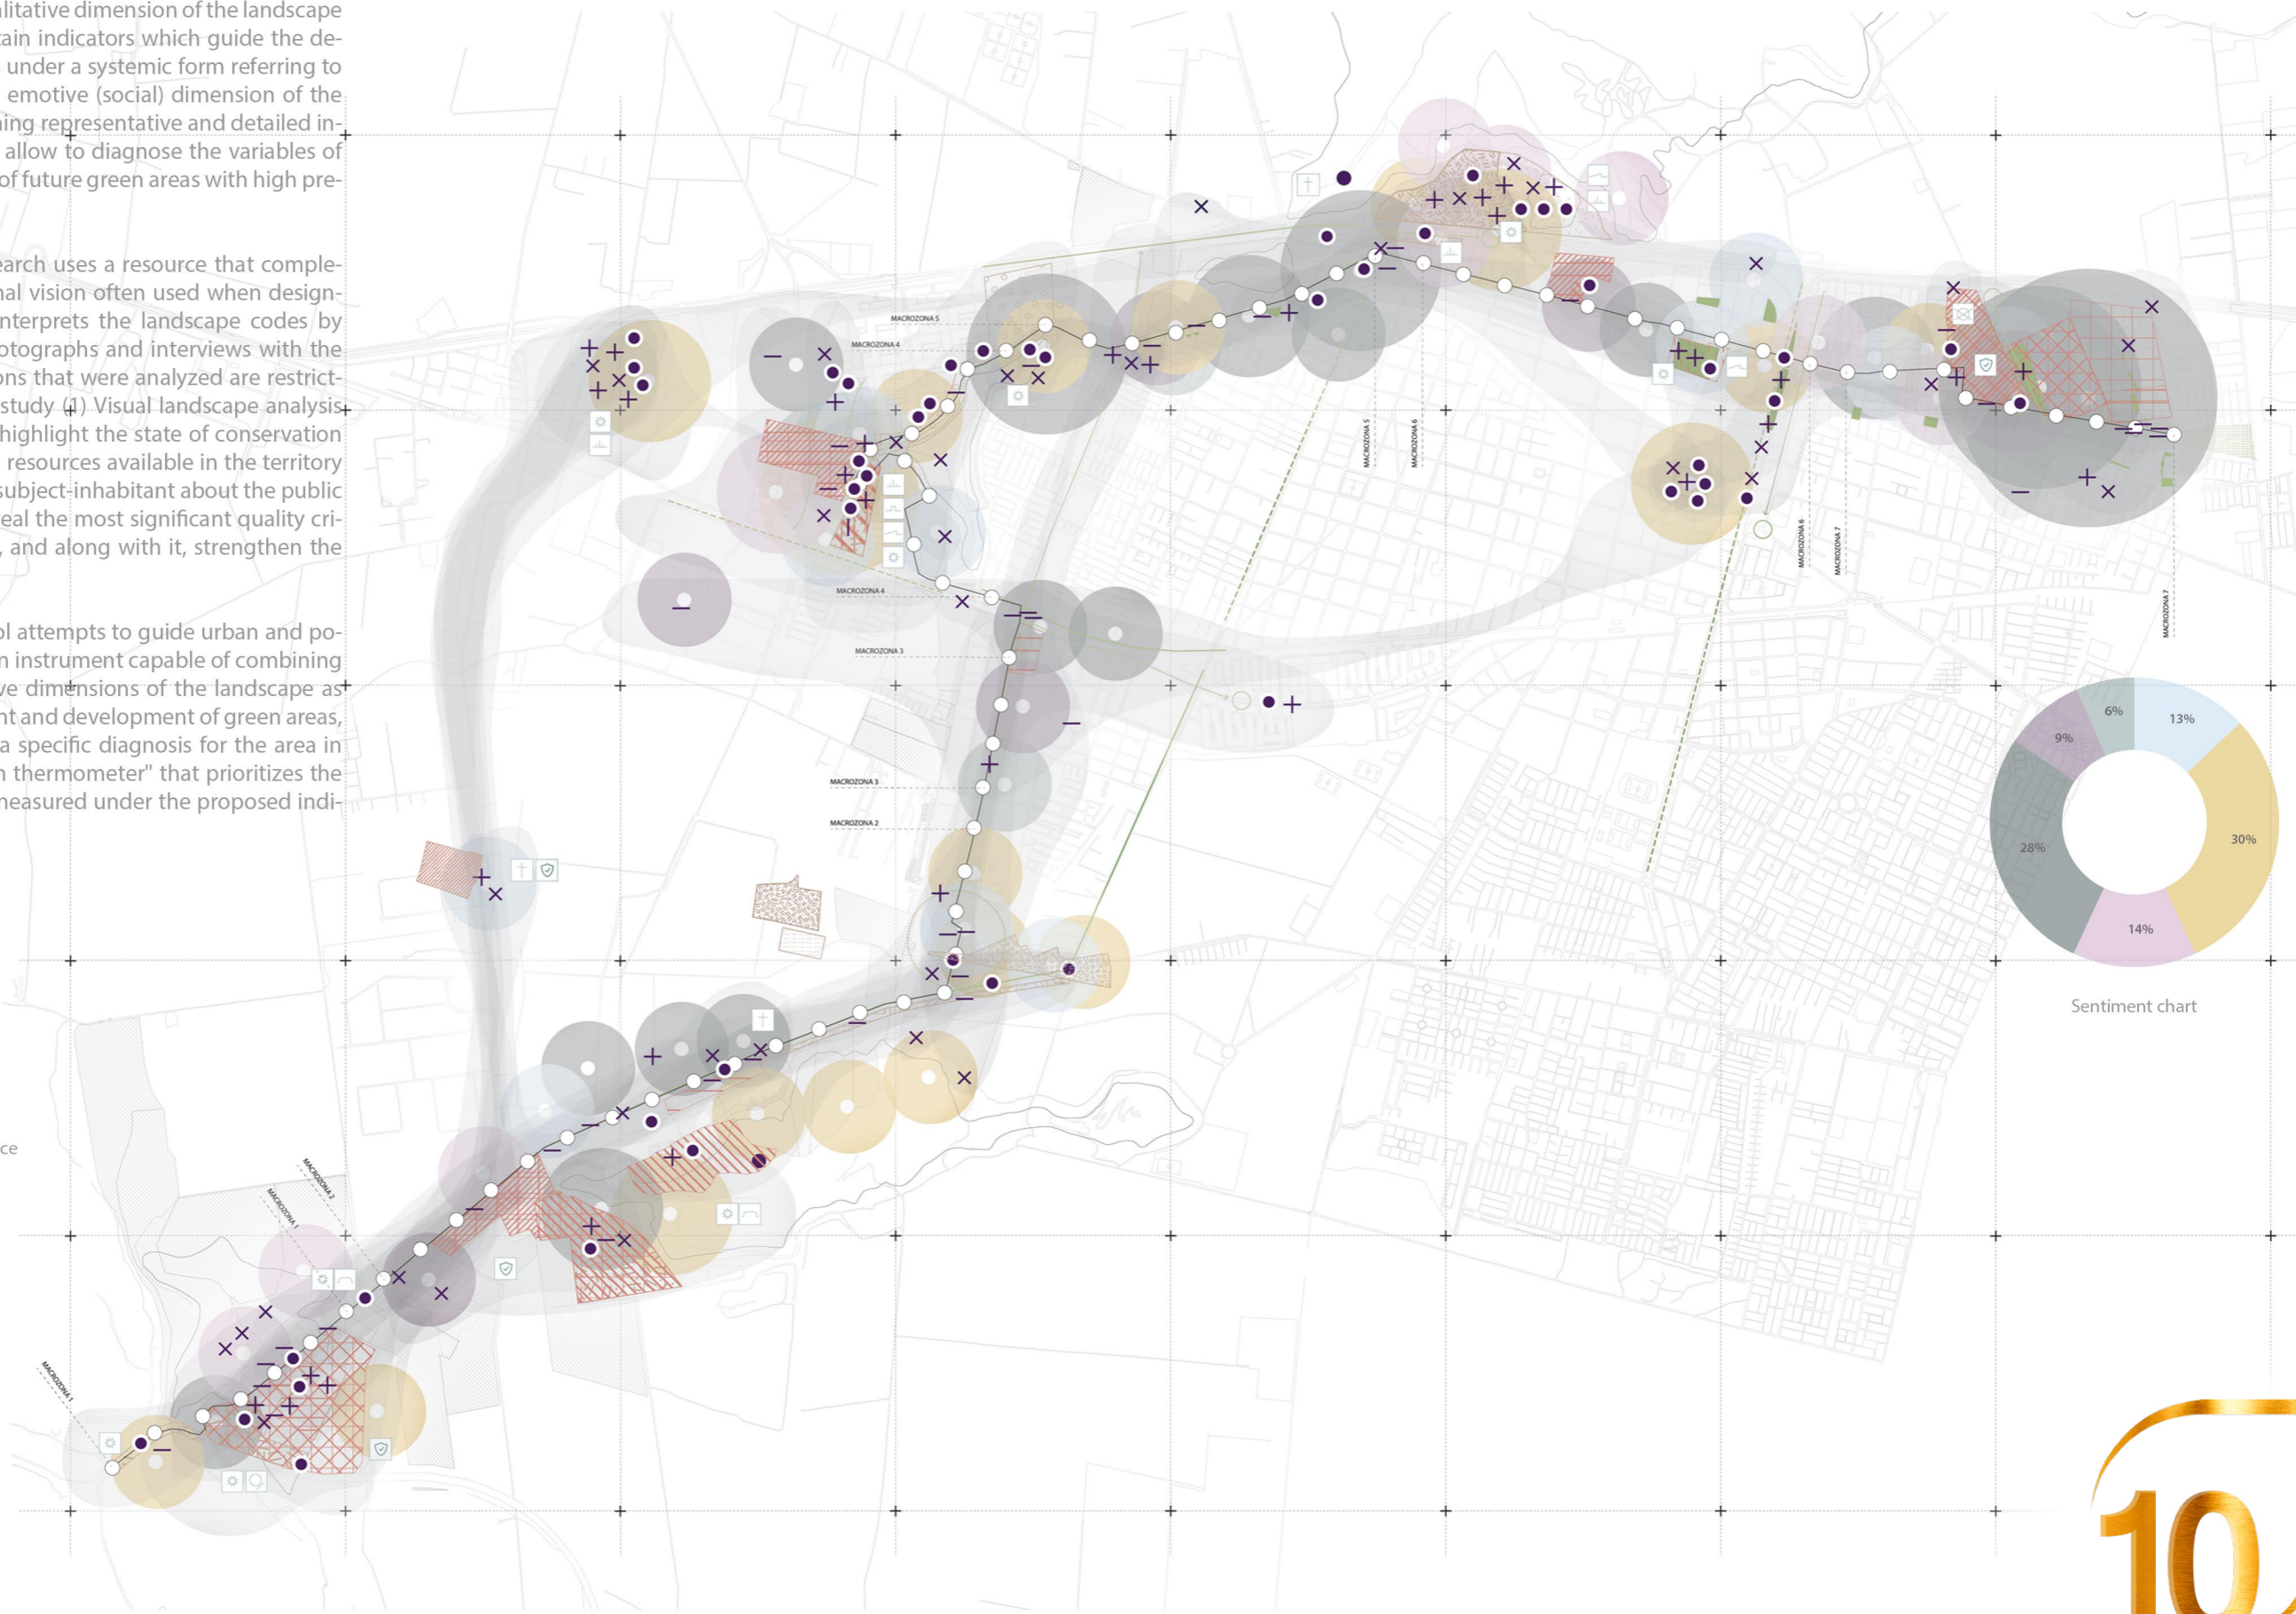 litative dimension of the landscape
tain indicators which guide the de-
under a systemic form referring to
emotive (social) dimension of the
ning representative and detailed in-
allow to diagnose the variables of
of future green areas with high pre-
earch uses a resource that comple-
nal vision often used when design-
nterprets the landscape codes by
otographs and interviews with the
ons that were analyzed are restrict-
study (1) Visual landscape analysis
highlight the state of conservation
resources available in the territory
subject-inhabitant about the public
eal the most significant quality cri-
, and along with it, strengthen the
ol attempts to guide urban and po-
n instrument capable of combining
ve dimensions of the landscape as
nt and development of green areas,
a specific diagnosis for the area in
n thermometer" that prioritizes the
measured under the proposed indi-
ce
MACROZONA 5
MACROZONA 4
MACROZONA 5
MACROZONA 6
MACROZONA 6
MACROZONA 7
MACROZONA 7
MACROZONA 4
MACROZONA 3
MACROZONA 3
MACROZONA 2
MACROZONA 2
MACROZONA 1
MACROZONA 1
6%
13%
9%
28%
30%
14%
Sentiment chart
10